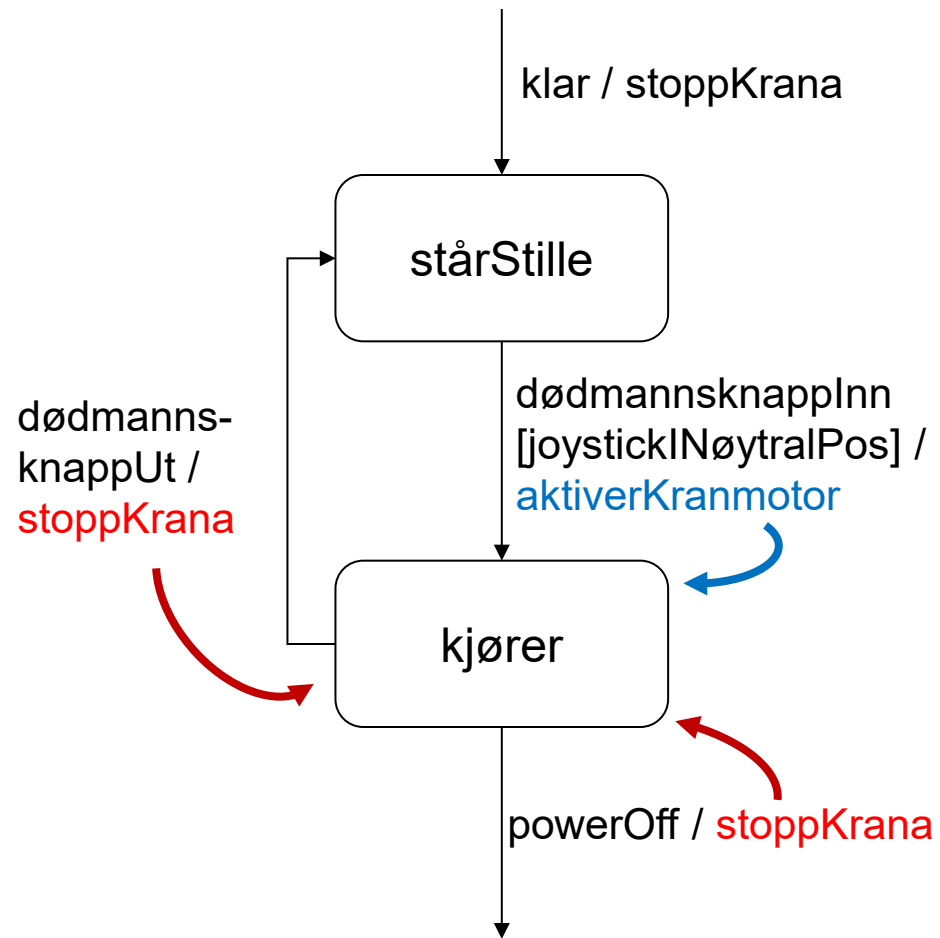 klar / stoppKrana
stårStille
dødmanns-
knappUt /
stoppKrana
dødmannsknappInn
[joystickINøytralPos] /
aktiverKranmotor
kjører
powerOff / stoppKrana